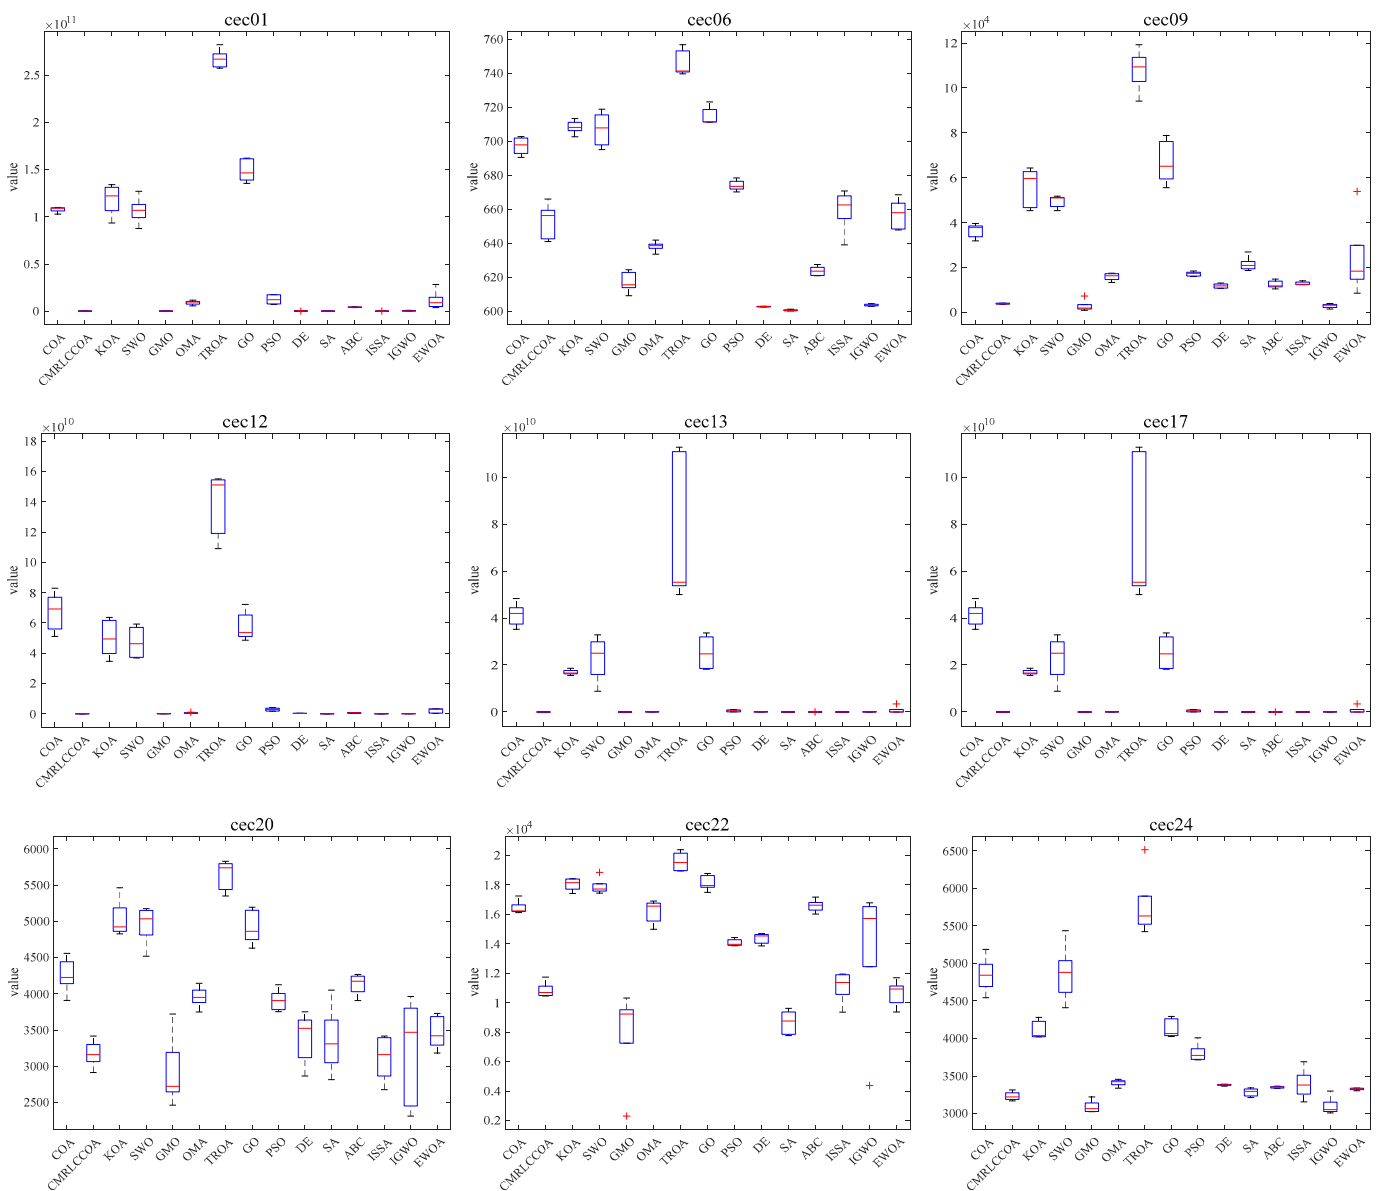 cec01
×10¹¹
value
2.5
2
1.5
1
0.5
0
COA
CMRLCCOA
KOA
SWO
GMO
OMA
TROA
GO
PSO
DE
SA
ABC
ISSA
IGWO
EWOA
cec06
value
760
740
720
700
680
660
640
620
600
COA
CMRLCCOA
KOA
SWO
GMO
OMA
TROA
GO
PSO
DE
SA
ABC
ISSA
IGWO
EWOA
cec09
×10⁴
value
12
10
8
6
4
2
0
COA
CMRLCCOA
KOA
SWO
GMO
OMA
TROA
GO
PSO
DE
SA
ABC
ISSA
IGWO
EWOA
cec12
×10¹⁰
value
18
16
14
12
10
8
6
4
2
0
COA
CMRLCCOA
KOA
SWO
GMO
OMA
TROA
GO
PSO
DE
SA
ABC
ISSA
IGWO
EWOA
cec13
×10¹⁰
value
10
8
6
4
2
0
COA
CMRLCCOA
KOA
SWO
GMO
OMA
TROA
GO
PSO
DE
SA
ABC
ISSA
IGWO
EWOA
cec17
×10¹⁰
value
10
8
6
4
2
0
COA
CMRLCCOA
KOA
SWO
GMO
OMA
TROA
GO
PSO
DE
SA
ABC
ISSA
IGWO
EWOA
cec20
value
6000
5500
5000
4500
4000
3500
3000
2500
COA
CMRLCCOA
KOA
SWO
GMO
OMA
TROA
GO
PSO
DE
SA
ABC
ISSA
IGWO
EWOA
cec22
×10⁴
value
2
1.8
1.6
1.4
1.2
1
0.8
0.6
0.4
0.2
COA
CMRLCCOA
KOA
SWO
GMO
OMA
TROA
GO
PSO
DE
SA
ABC
ISSA
IGWO
EWOA
cec24
value
6500
6000
5500
5000
4500
4000
3500
3000
COA
CMRLCCOA
KOA
SWO
GMO
OMA
TROA
GO
PSO
DE
SA
ABC
ISSA
IGWO
EWOA